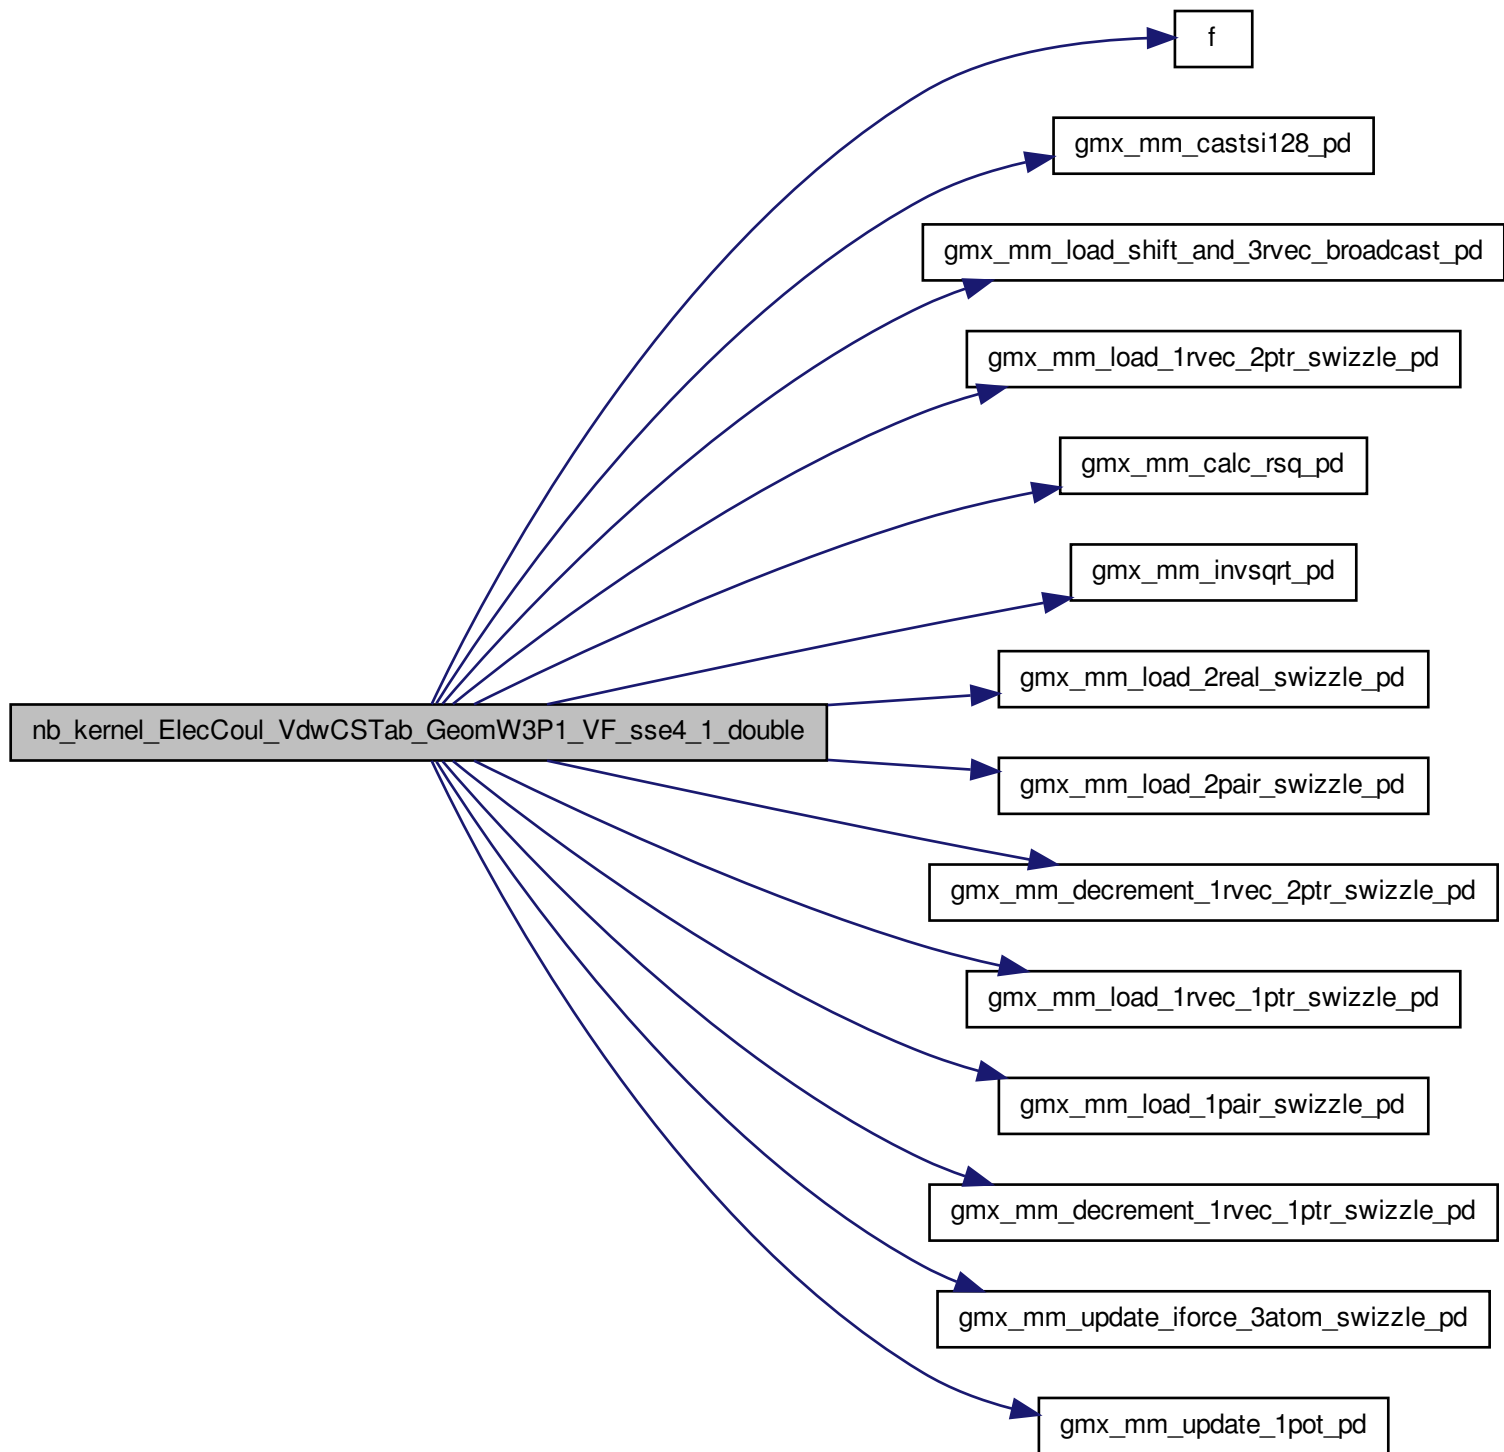 f
gmx_mm_castsi128_pd
gmx_mm_load_shift_and_3rvec_broadcast_pd
gmx_mm_load_1rvec_2ptr_swizzle_pd
gmx_mm_calc_rsq_pd
gmx_mm_invsqrt_pd
gmx_mm_load_2real_swizzle_pd
nb_kernel_ElecCoul_VdwCSTab_GeomW3P1_VF_sse4_1_double
gmx_mm_load_2pair_swizzle_pd
gmx_mm_decrement_1rvec_2ptr_swizzle_pd
gmx_mm_load_1rvec_1ptr_swizzle_pd
gmx_mm_load_1pair_swizzle_pd
gmx_mm_decrement_1rvec_1ptr_swizzle_pd
gmx_mm_update_iforce_3atom_swizzle_pd
gmx_mm_update_1pot_pd